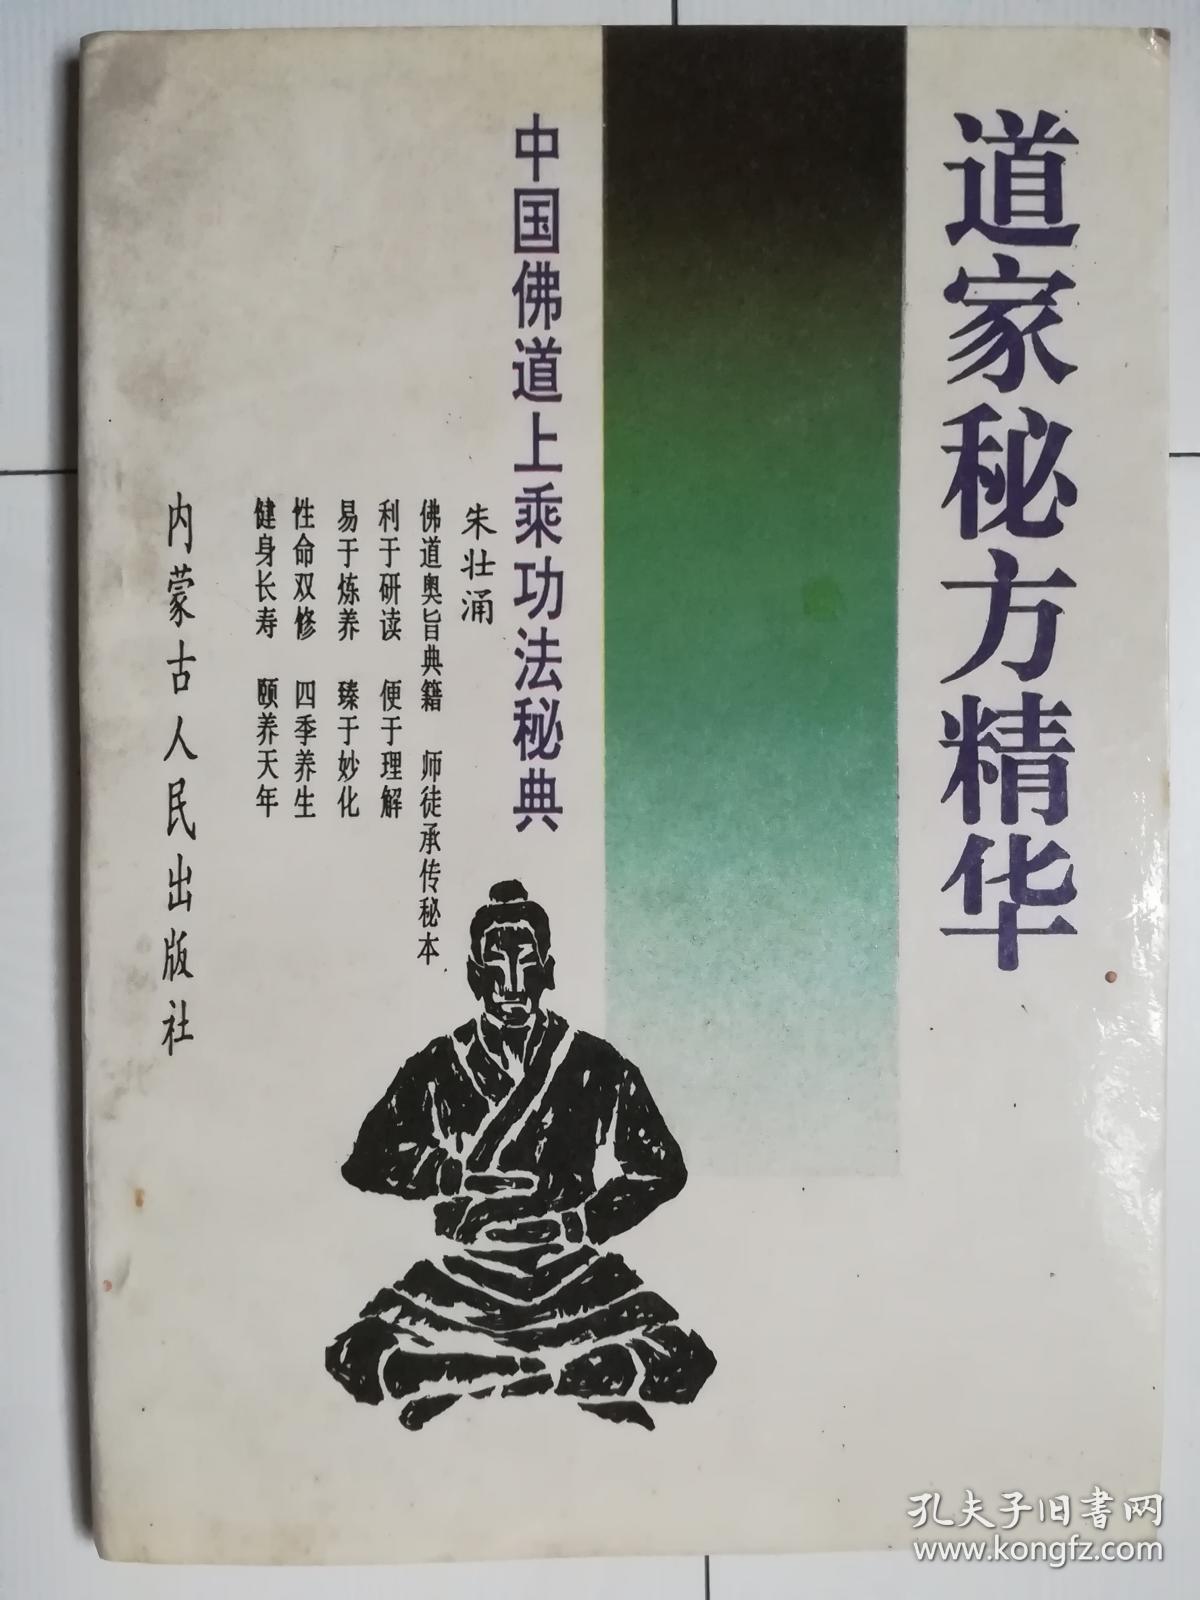 道家秘方精华
中国佛道上乘功法秘典
朱壮涌
佛道奥旨典籍 师徒承传秘本
利于研读 便于理解
易于炼养 臻于妙化
性命双修 四季养生
健身长寿 颐养天年
内蒙古人民出版社
孔夫子旧书网
www.kongfz.com